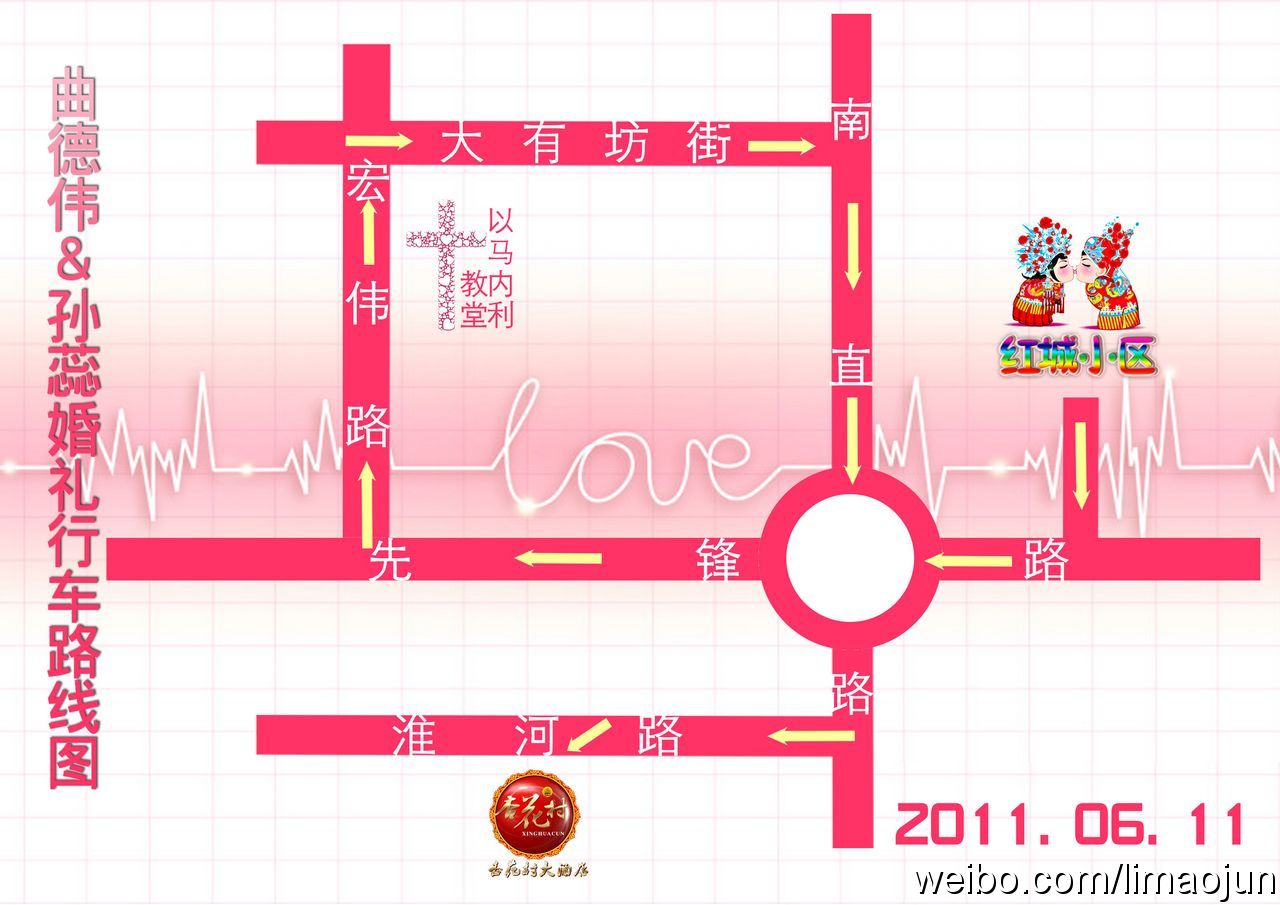 曲德伟&孙蕊婚礼行车路线图
大有坊街
宏伟路
南直路
以马内利
教堂
love
红城·小·区
先锋路
淮河路
杏花村
XINGHUACUN
杏花村大酒店
2011.06.11
weibo.com/limaojun